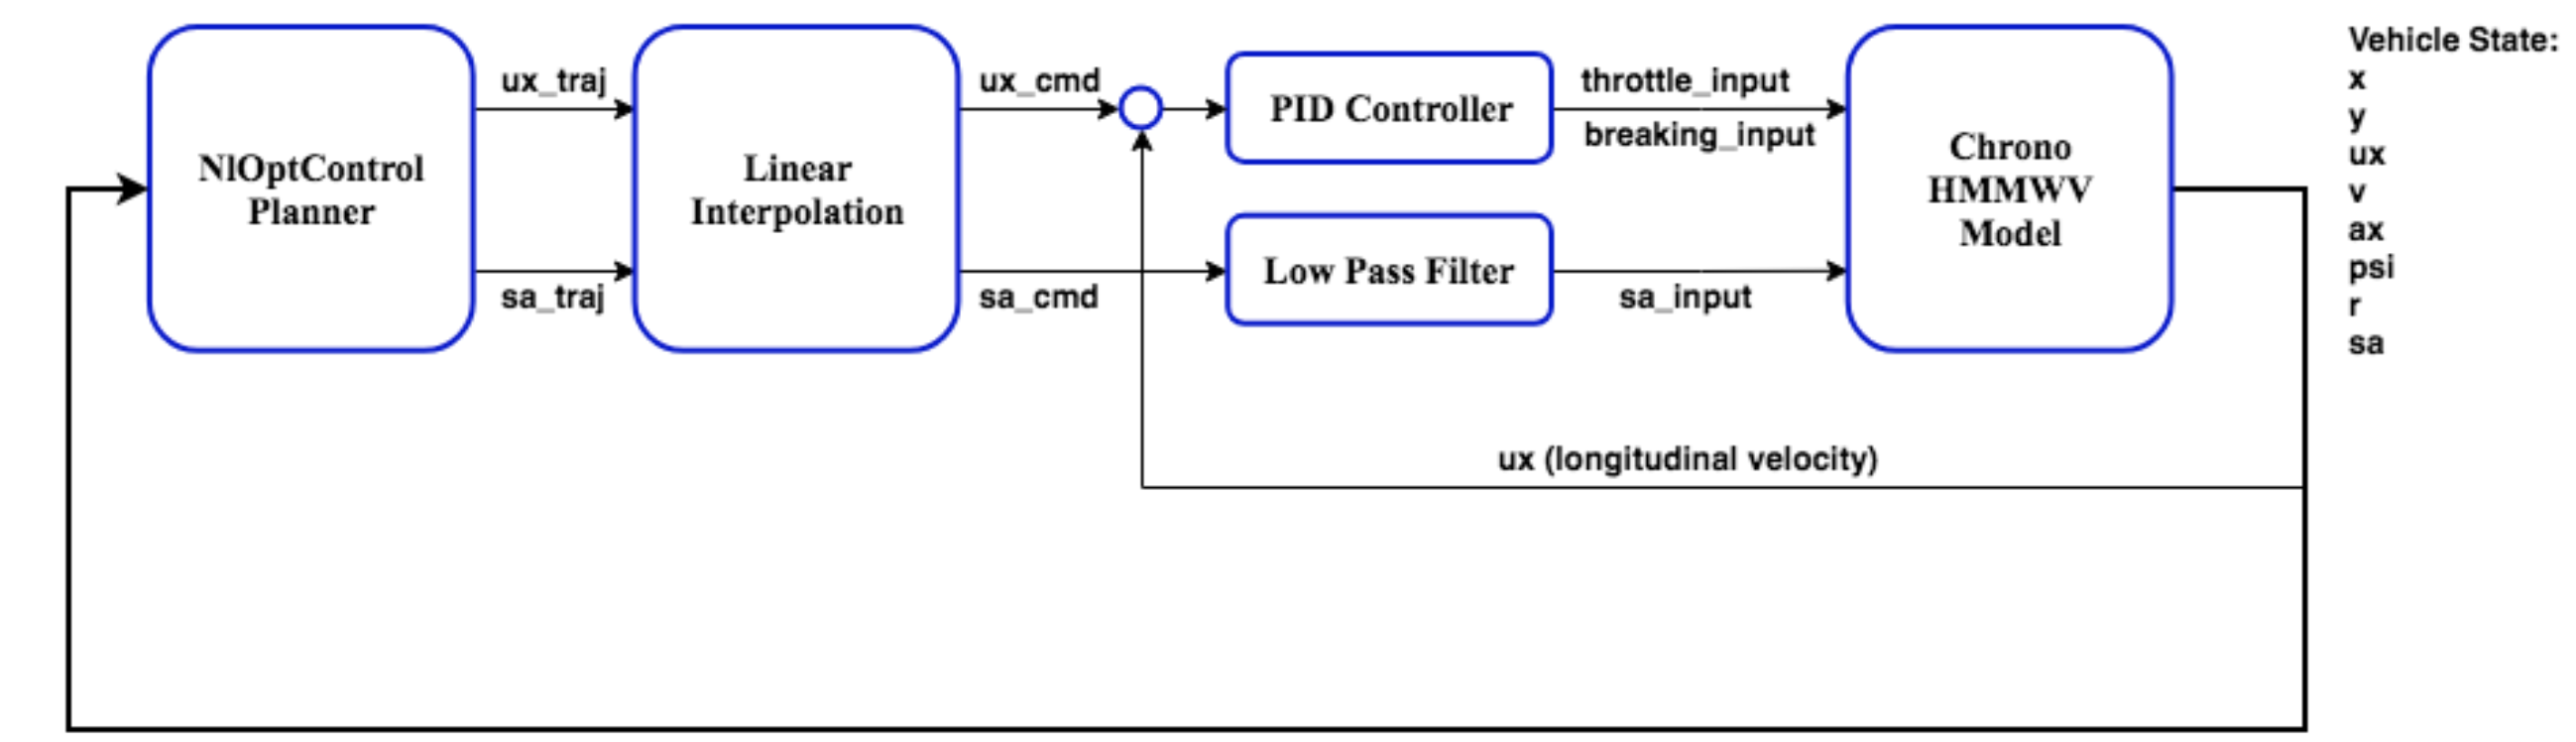 NlOptControl
Planner
ux_traj
sa_traj
Linear
Interpolation
ux_cmd
sa_cmd
PID Controller
Low Pass Filter
throttle_input
breaking_input
sa_input
Chrono
HMMWV
Model
ux (longitudinal velocity)
Vehicle State:
x
y
ux
v
ax
psi
r
sa